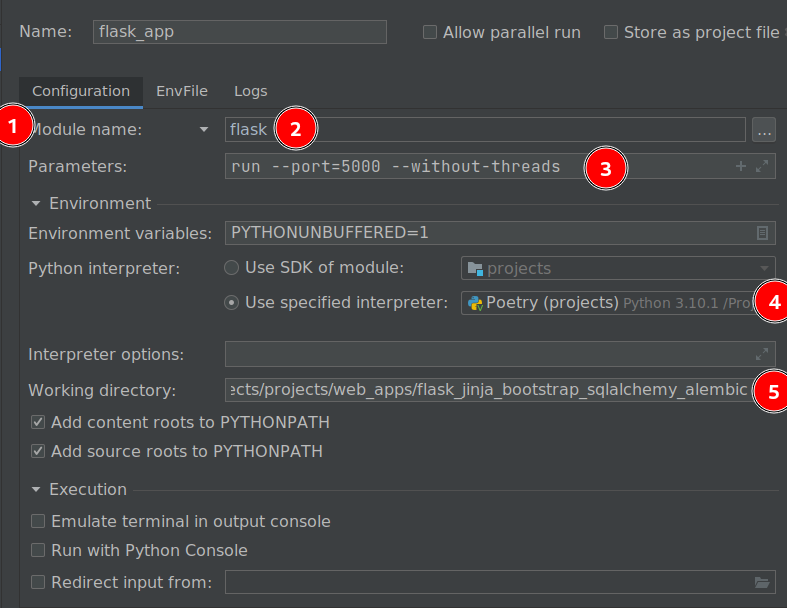 Name: flask_app Allow parallel run Store as project file
Configuration EnvFile Logs
1 Module name: flask 2 ...
Parameters: run --port=5000 --without-threads 3
Environment
Environment variables: PYTHONUNBUFFERED=1
Python interpreter: Use SDK of module: projects
Use specified interpreter: Poetry (projects) Python 3.10.1 /Proj 4
Interpreter options:
Working directory: ects/projects/web_apps/flask_jinja_bootstrap_sqlalchemy_alembic 5
Add content roots to PYTHONPATH
Add source roots to PYTHONPATH
Execution
Emulate terminal in output console
Run with Python Console
Redirect input from: